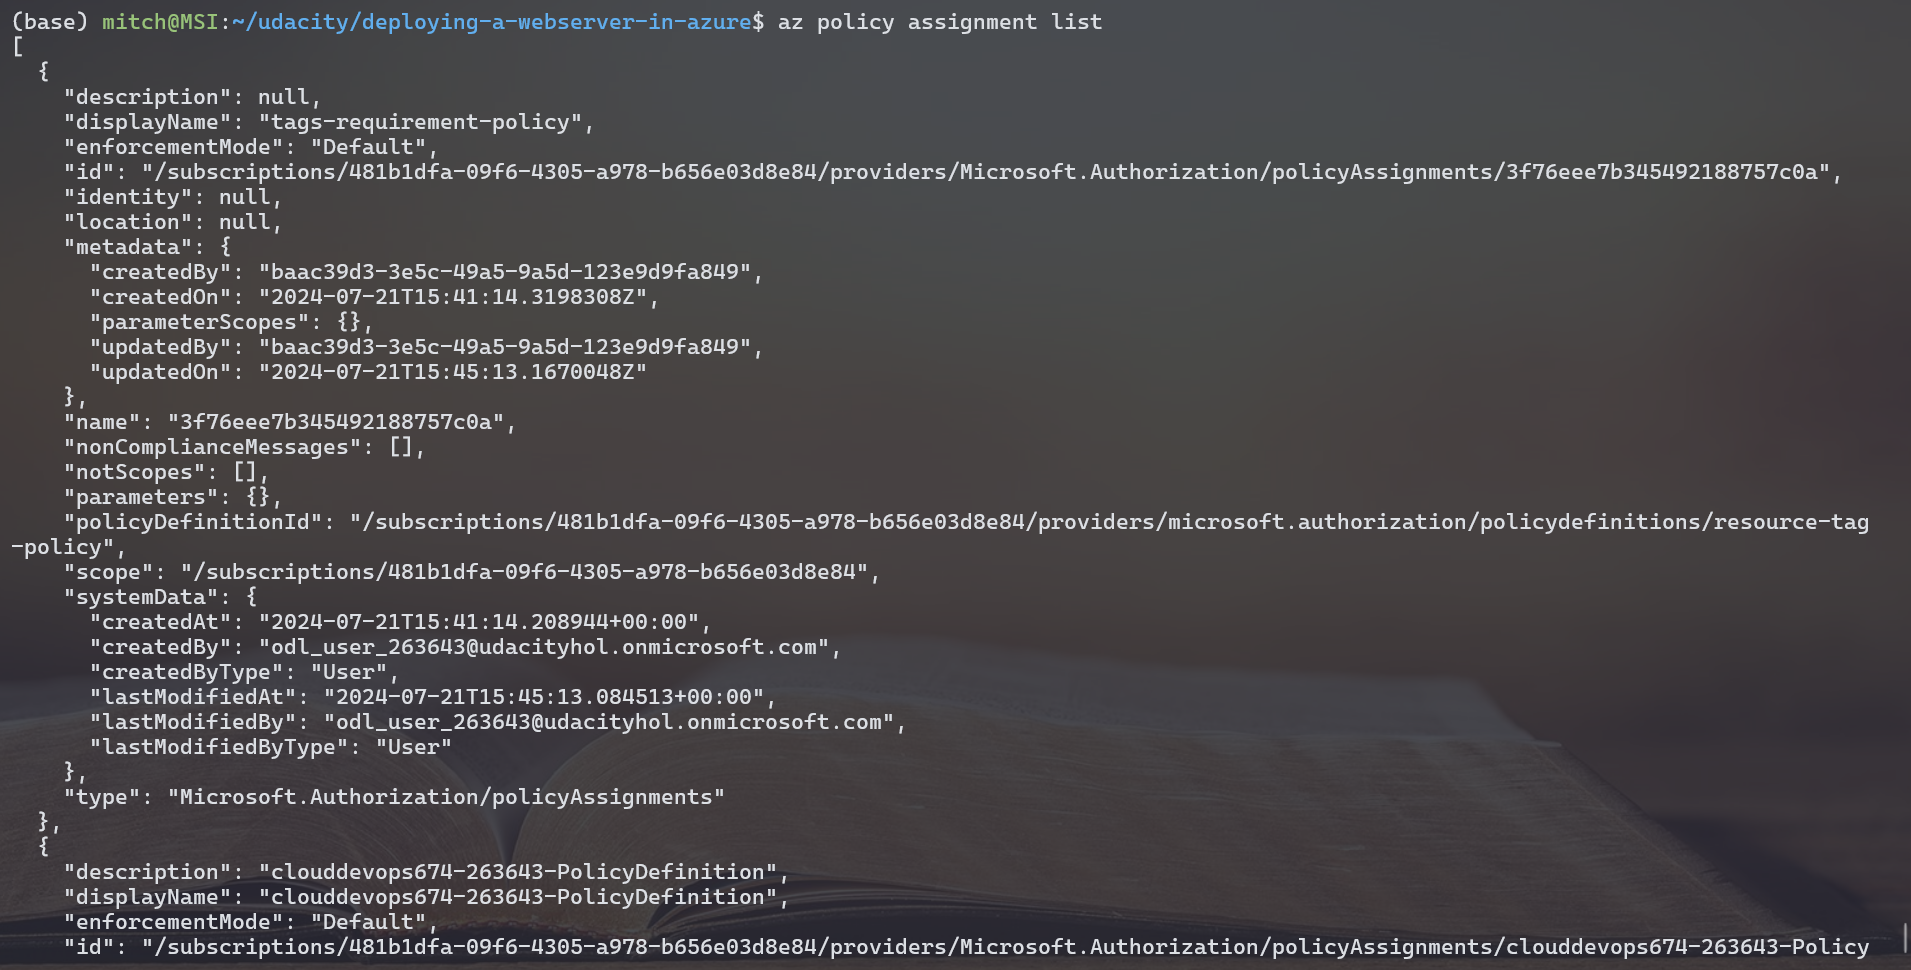 (base) mitch@MSI:~/udacity/deploying-a-webserver-in-azure$ az policy assignment list
[
  {
    "description": null,
    "displayName": "tags-requirement-policy",
    "enforcementMode": "Default",
    "id": "/subscriptions/481b1dfa-09f6-4305-a978-b656e03d8e84/providers/Microsoft.Authorization/policyAssignments/3f76eee7b345492188757c0a",
    "identity": null,
    "location": null,
    "metadata": {
      "createdBy": "baac39d3-3e5c-49a5-9a5d-123e9d9fa849",
      "createdOn": "2024-07-21T15:41:14.3198308Z",
      "parameterScopes": {},
      "updatedBy": "baac39d3-3e5c-49a5-9a5d-123e9d9fa849",
      "updatedOn": "2024-07-21T15:45:13.1670048Z"
    },
    "name": "3f76eee7b345492188757c0a",
    "nonComplianceMessages": [],
    "notScopes": [],
    "parameters": {},
    "policyDefinitionId": "/subscriptions/481b1dfa-09f6-4305-a978-b656e03d8e84/providers/microsoft.authorization/policydefinitions/resource-tag
-policy",
    "scope": "/subscriptions/481b1dfa-09f6-4305-a978-b656e03d8e84",
    "systemData": {
      "createdAt": "2024-07-21T15:41:14.208944+00:00",
      "createdBy": "odl_user_263643@udacityhol.onmicrosoft.com",
      "createdByType": "User",
      "lastModifiedAt": "2024-07-21T15:45:13.084513+00:00",
      "lastModifiedBy": "odl_user_263643@udacityhol.onmicrosoft.com",
      "lastModifiedByType": "User"
    },
    "type": "Microsoft.Authorization/policyAssignments"
  },
  {
    "description": "clouddevops674-263643-PolicyDefinition",
    "displayName": "clouddevops674-263643-PolicyDefinition",
    "enforcementMode": "Default",
    "id": "/subscriptions/481b1dfa-09f6-4305-a978-b656e03d8e84/providers/Microsoft.Authorization/policyAssignments/clouddevops674-263643-Policy